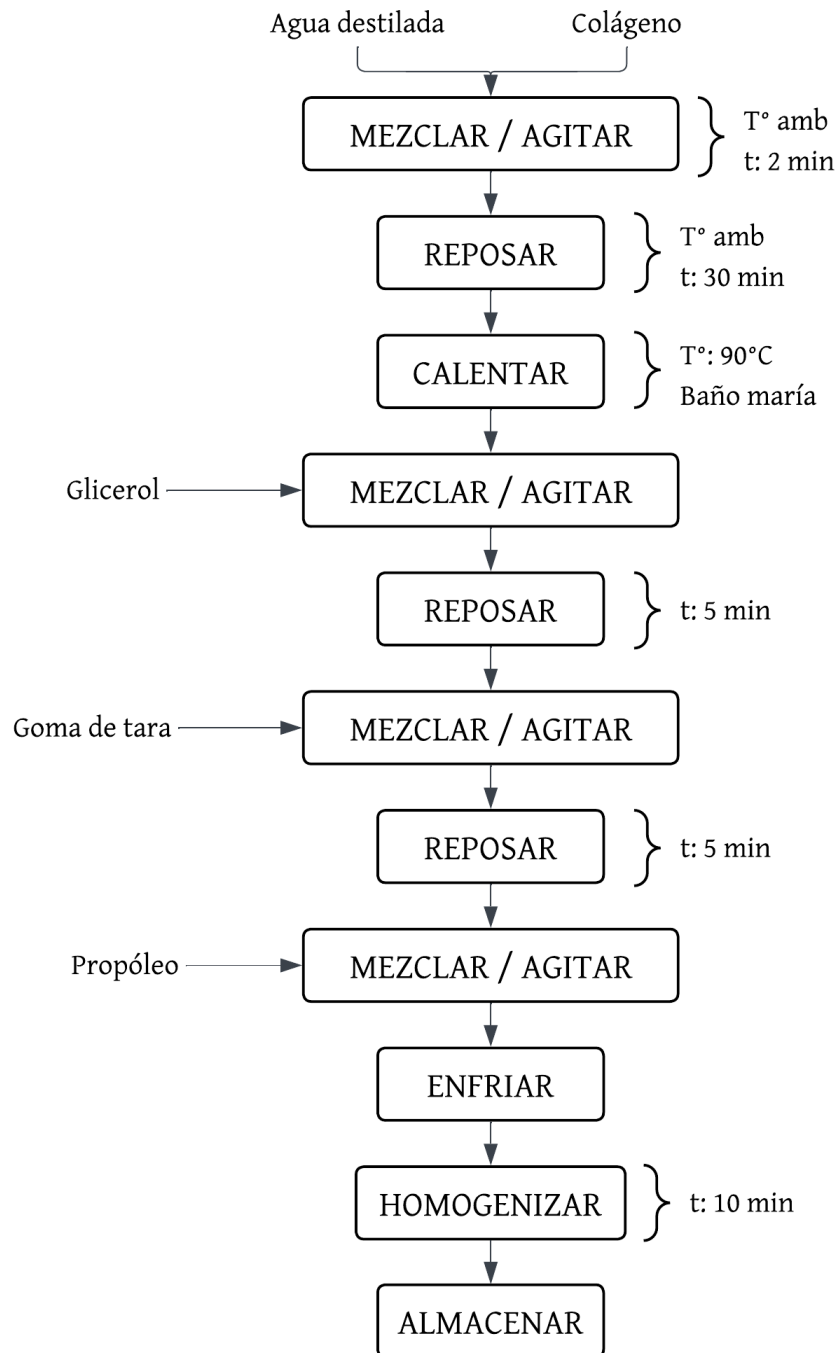 Agua destilada
Colágeno
MEZCLAR / AGITAR
T° amb
t: 2 min
REPOSAR
T° amb
t: 30 min
CALENTAR
T°: 90°C
Baño maría
Glicerol
MEZCLAR / AGITAR
REPOSAR
t: 5 min
Goma de tara
MEZCLAR / AGITAR
REPOSAR
t: 5 min
Propóleo
MEZCLAR / AGITAR
ENFRIAR
HOMOGENIZAR
t: 10 min
ALMACENAR